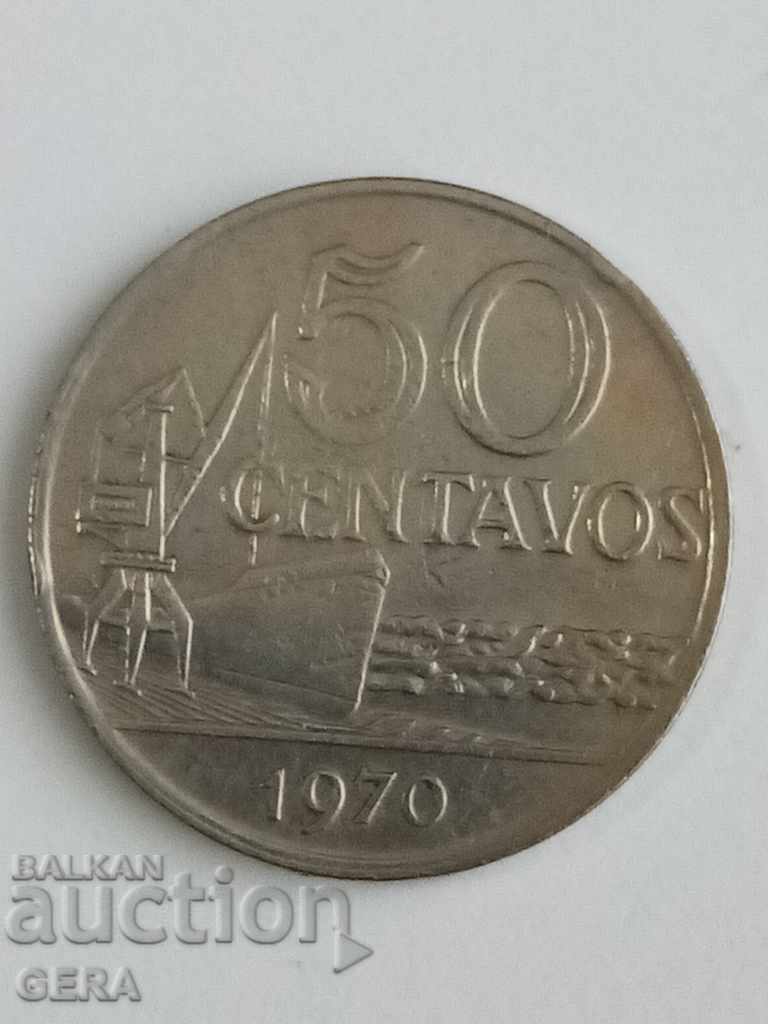 50
CENTAVOS
1970
BALKAN
auction
GERA